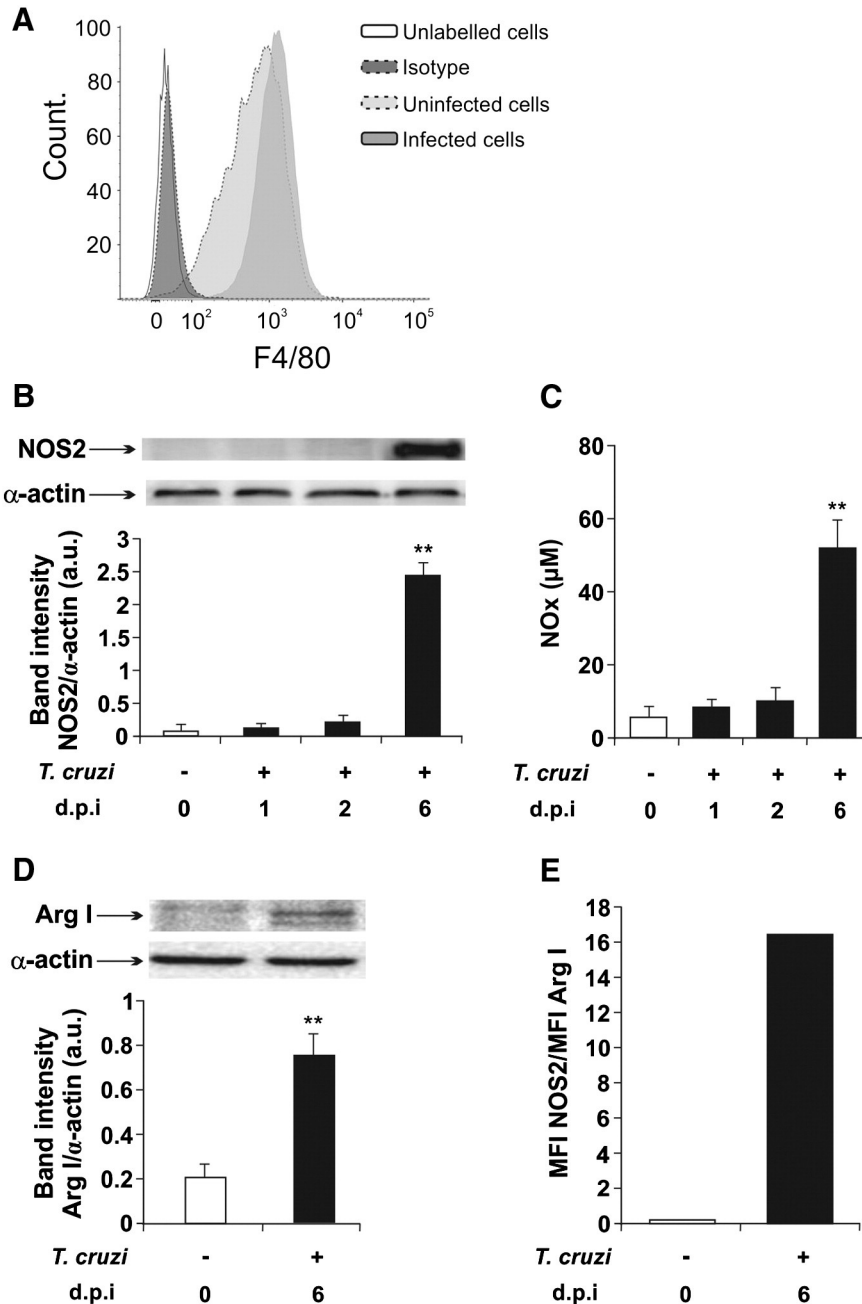 A
100
80
60
40
20
Count.
0 10² 10³ 10⁴ 10⁵
F4/80
Unlabelled cells
Isotype
Uninfected cells
Infected cells
B
NOS2
α-actin
Band intensity
NOS2/α-actin (a.u.)
3
2.5
2
1.5
1
0.5
0
**
T. cruzi - + + +
d.p.i 0 1 2 6
C
NOx (µM)
80
60
40
20
0
**
T. cruzi - + + +
d.p.i 0 1 2 6
D
Arg I
α-actin
Band intensity
Arg I/α-actin (a.u.)
1
0.8
0.6
0.4
0.2
0
**
T. cruzi - +
d.p.i 0 6
E
MFI NOS2/MFI Arg I
18
16
14
12
10
8
6
4
2
0
T. cruzi - +
d.p.i 0 6